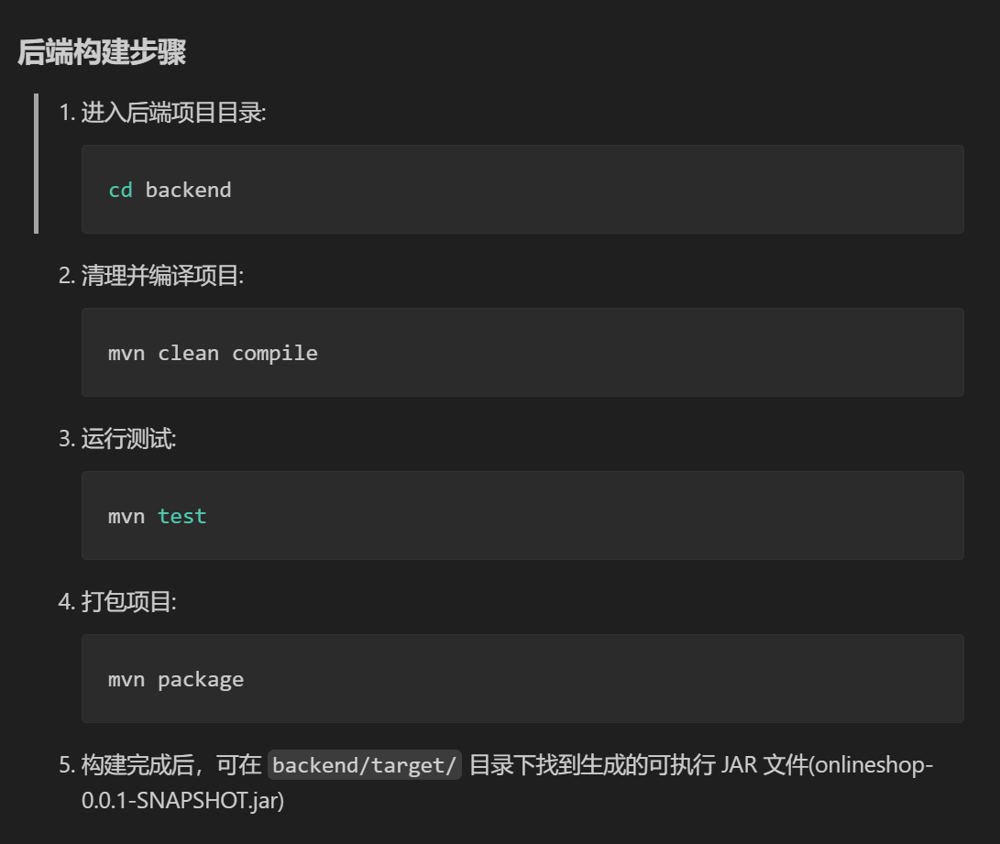 后端构建步骤
1. 进入后端项目目录:
cd backend
2. 清理并编译项目:
mvn clean compile
3. 运行测试:
mvn test
4. 打包项目:
mvn package
5. 构建完成后，可在 backend/target/ 目录下找到生成的可执行 JAR 文件(onlineshop-
0.0.1-SNAPSHOT.jar)